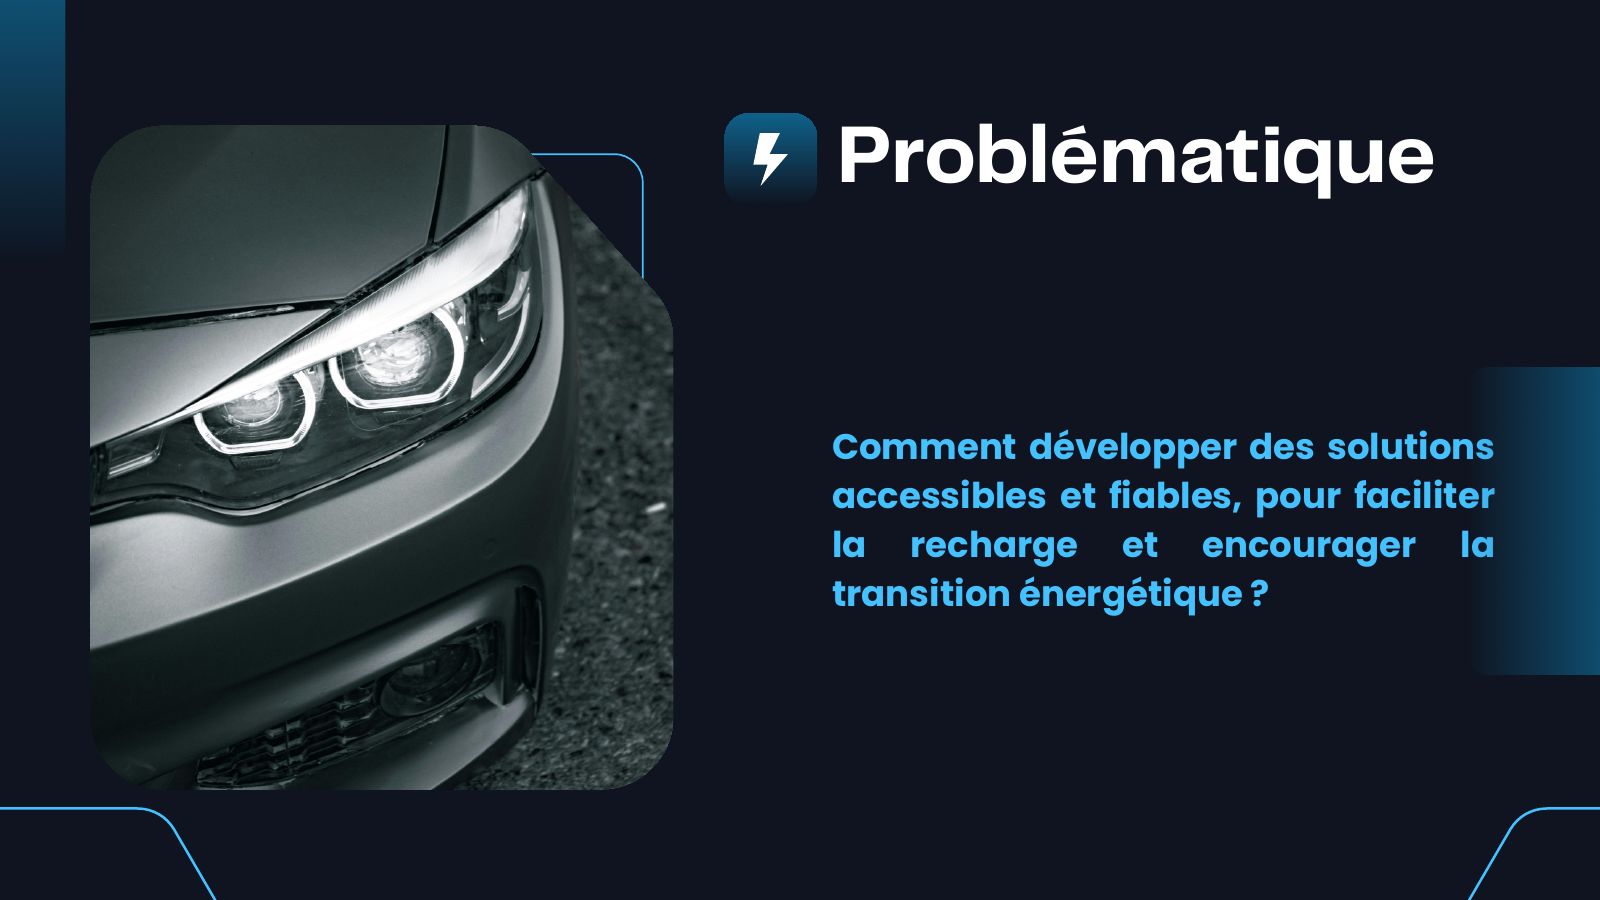 Problématique
Comment développer des solutions
accessibles et fiables, pour faciliter
la recharge et encourager la
transition énergétique ?